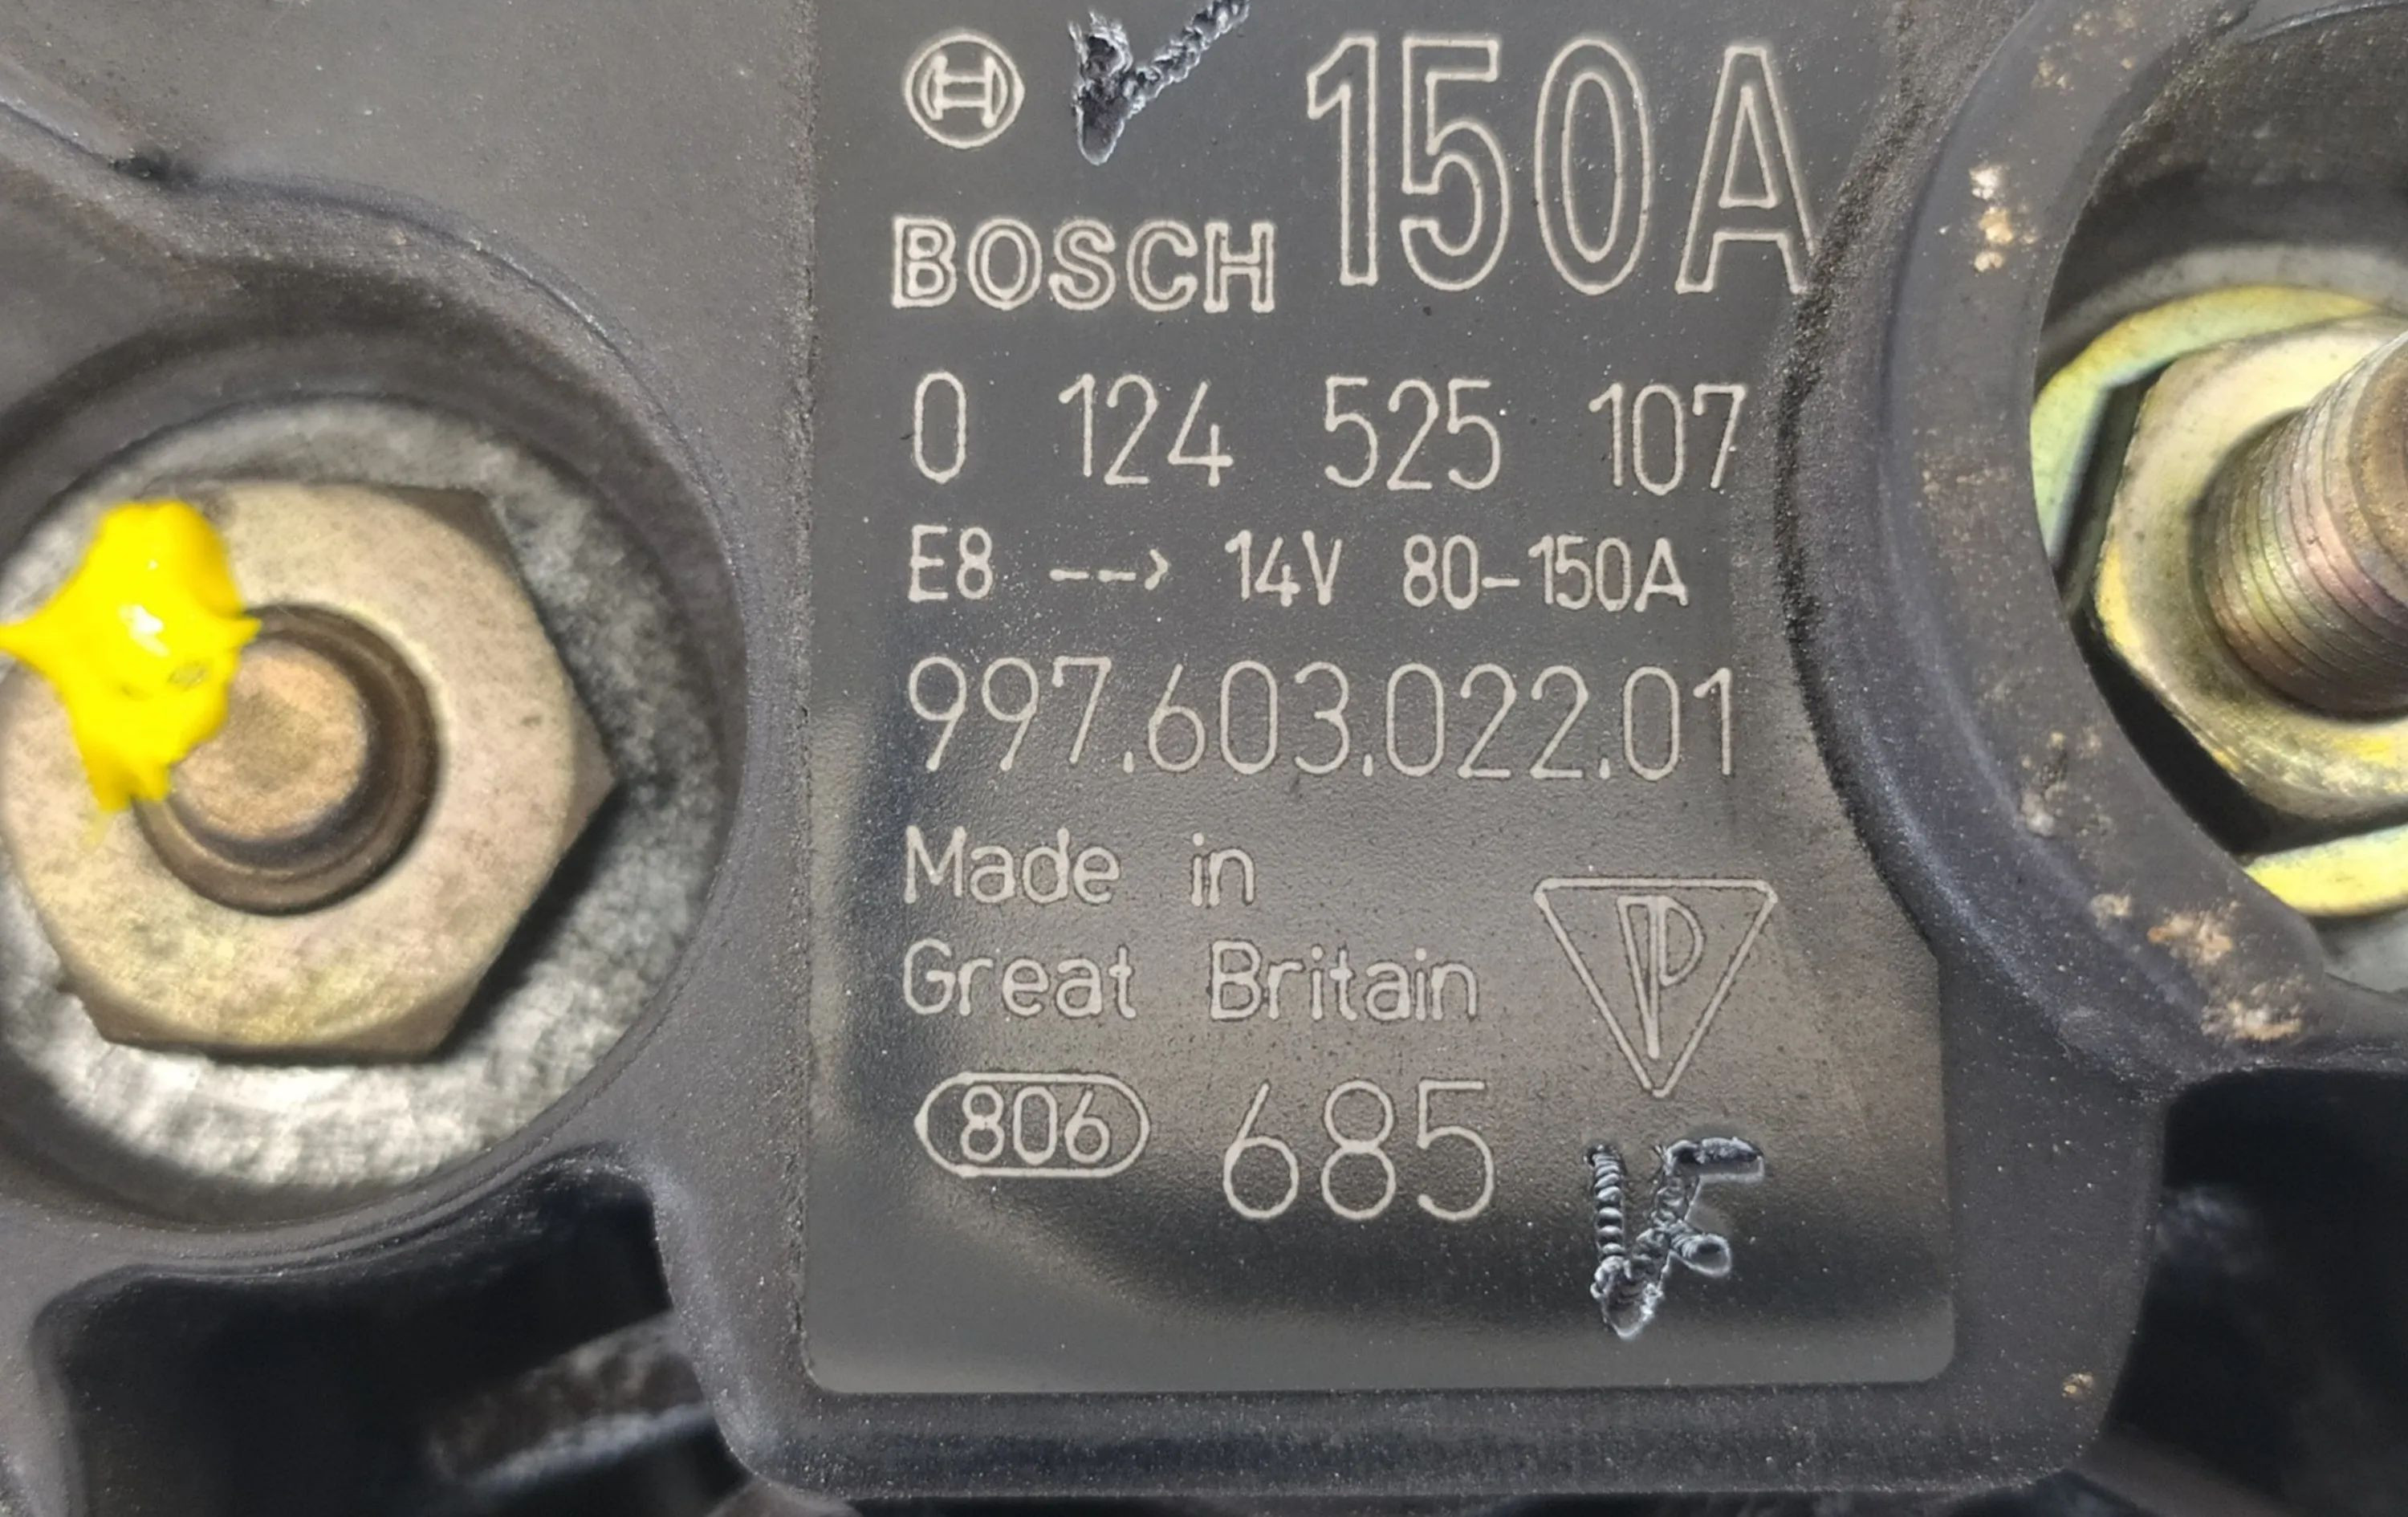 BOSCH 150A
0 124 525 107
E8 --> 14V 80-150A
997.603.022.01
Made in
Great Britain
806 685